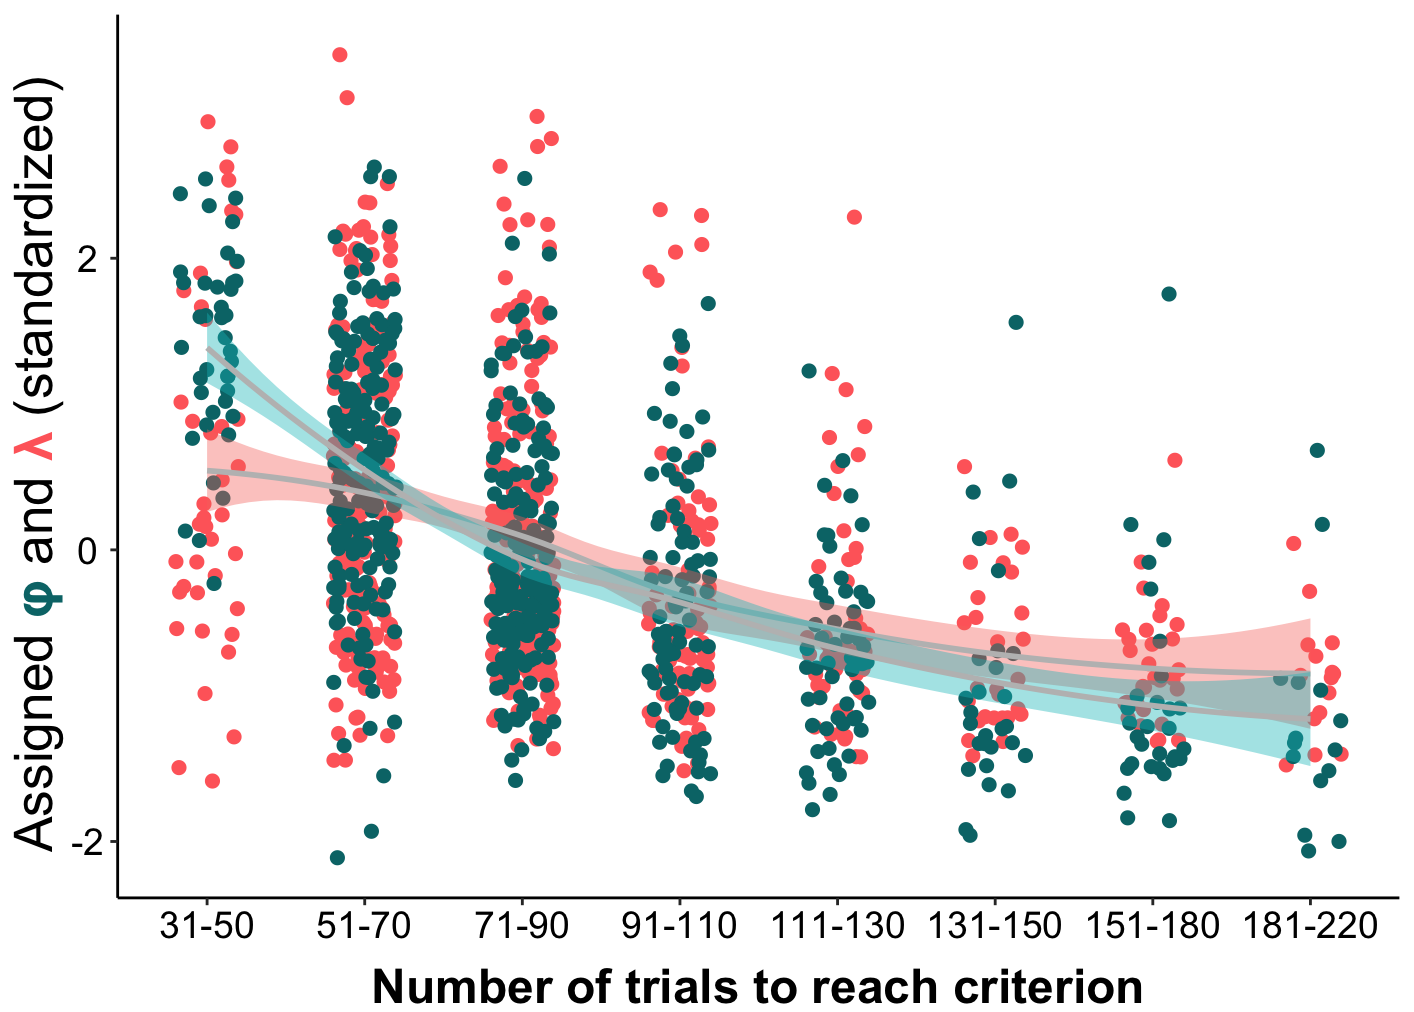 Assigned φ and λ (standardized)
2
0
-2
31-50 51-70 71-90 91-110 111-130 131-150 151-180 181-220
Number of trials to reach criterion